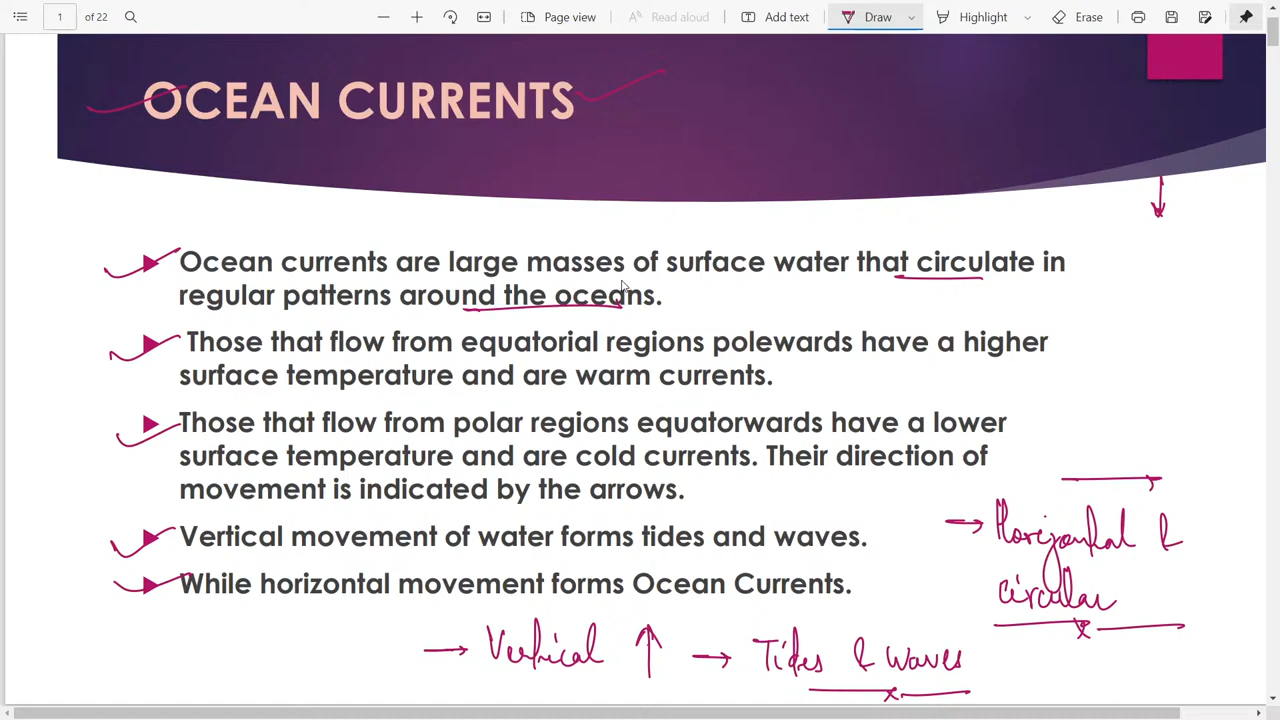 1 of 22 Page view Read aloud Add text Draw Highlight Erase
OCEAN CURRENTS
Ocean currents are large masses of surface water that circulate in
regular patterns around the oceans.
Those that flow from equatorial regions polewards have a higher
surface temperature and are warm currents.
Those that flow from polar regions equatorwards have a lower
surface temperature and are cold currents. Their direction of
movement is indicated by the arrows.
Vertical movement of water forms tides and waves.
While horizontal movement forms Ocean Currents.
→ Horizontal &
circular
→ Vertical ↑ → Tides & waves